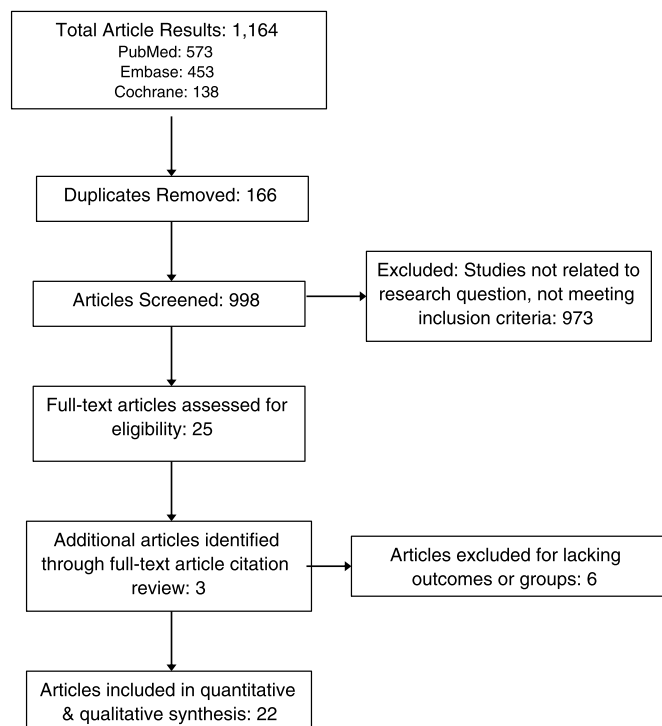 Total Article Results: 1,164
PubMed: 573
Embase: 453
Cochrane: 138
Duplicates Removed: 166
Articles Screened: 998
Excluded: Studies not related to
research question, not meeting
inclusion criteria: 973
Full-text articles assessed for
eligibility: 25
Additional articles identified
through full-text article citation
review: 3
Articles excluded for lacking
outcomes or groups: 6
Articles included in quantitative
& qualitative synthesis: 22